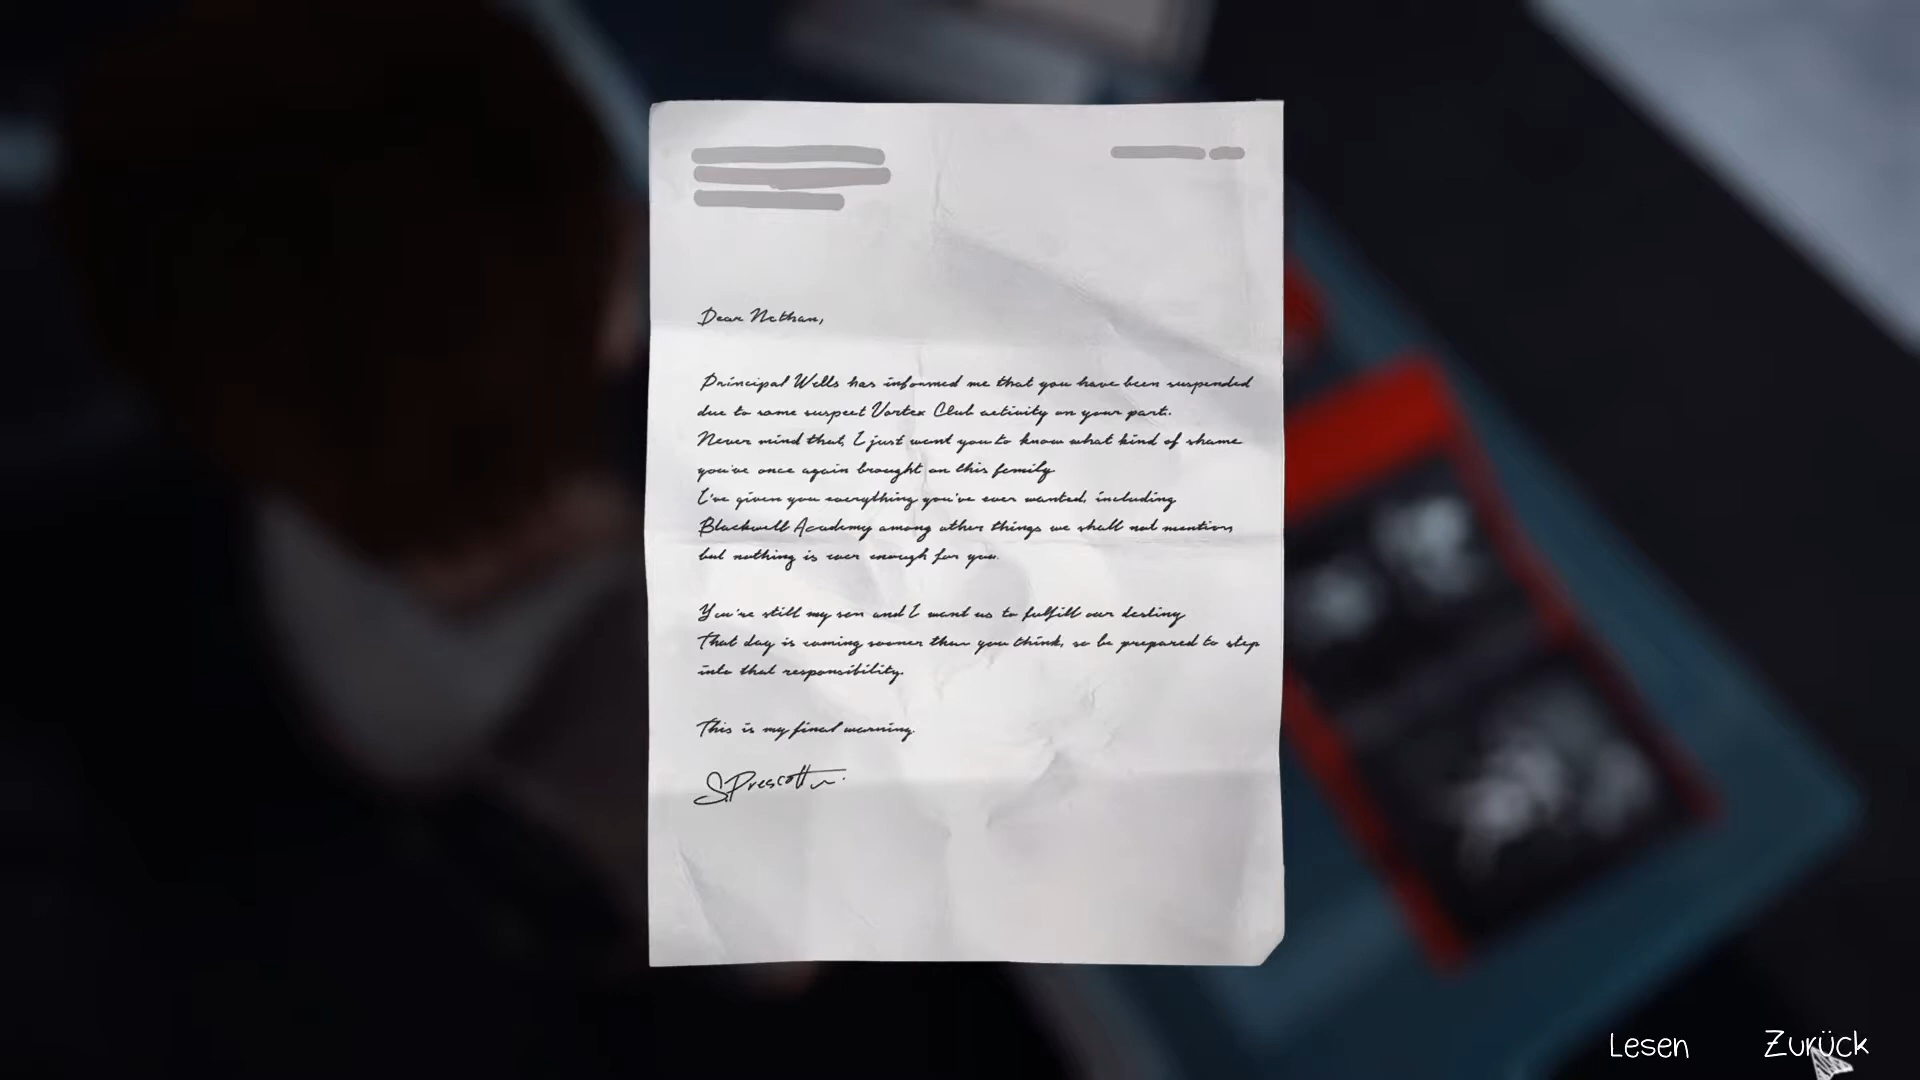 Dear Nathan,
Principal Wells has informed me that you have been suspended
due to some suspect Vortex Club activity on your part.
Never mind that, I just want you to know what kind of shame
you've once again brought on this family
I've given you everything you've ever wanted, including
Blackwell Academy among other things we shall not mention
but nothing is ever enough for you.
You're still my son and I want us to fulfill our destiny
That day is coming sooner than you think, so be prepared to step
into that responsibility.
This is my final warning.
S.Prescott
Lesen
Zurück